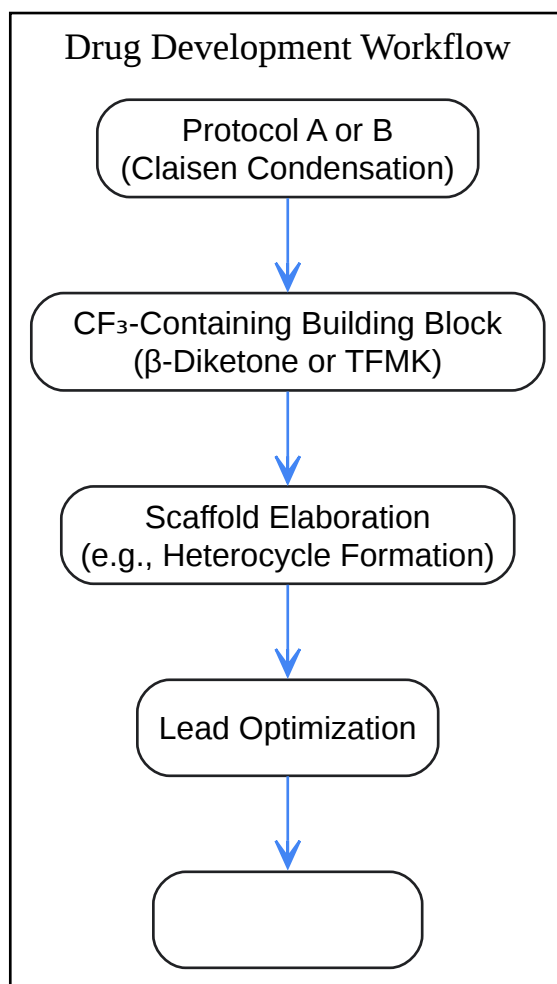 Drug Development Workflow
Protocol A or B
(Claisen Condensation)
CF₃-Containing Building Block
(β-Diketone or TFMK)
Scaffold Elaboration
(e.g., Heterocycle Formation)
Lead Optimization